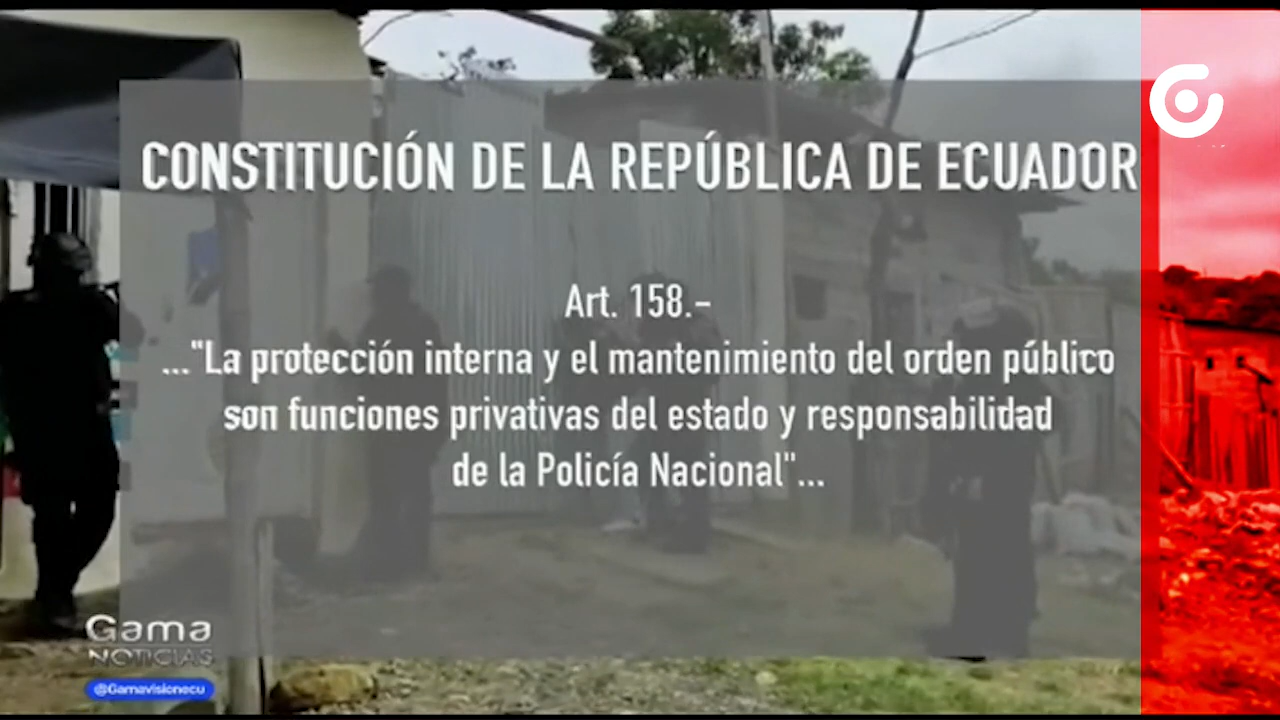 CONSTITUCIÓN DE LA REPÚBLICA DE ECUADOR
Art. 158.-
..."La protección interna y el mantenimiento del orden público
son funciones privativas del estado y responsabilidad
de la Policía Nacional"...
Gama
NOTICIAS
@Gamavisionecu